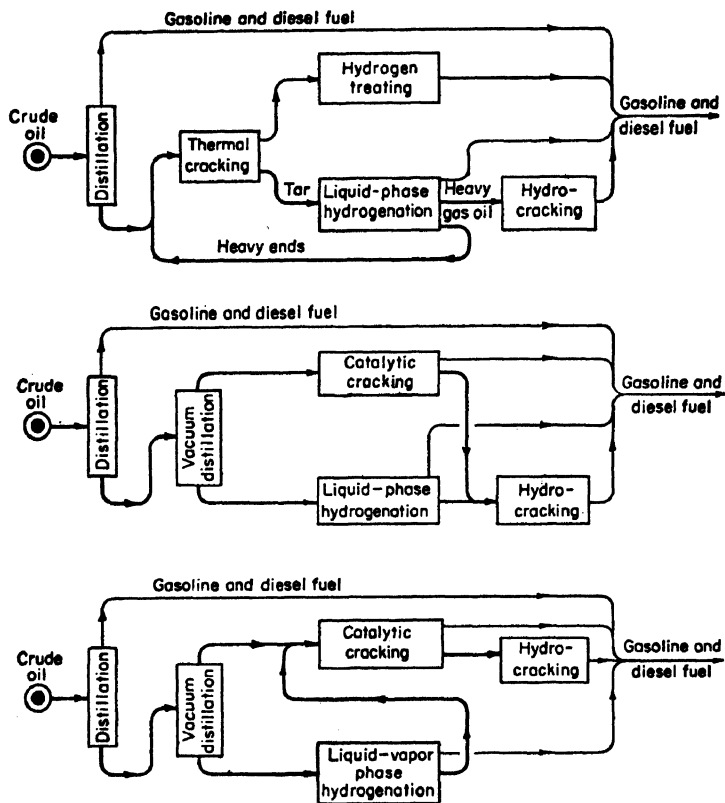 Gasoline and diesel fuel
Hydrogen
treating
Crude
oil
Distillation
Thermal
cracking
Gasoline and
diesel fuel
Tar
Liquid-phase
hydrogenation
Heavy
gas oil
Hydro-
cracking
Heavy ends
Gasoline and diesel fuel
Catalytic
cracking
Crude
oil
Distillation
Vacuum
distillation
Gasoline and
diesel fuel
Liquid-phase
hydrogenation
Hydro-
cracking
Gasoline and diesel fuel
Catalytic
cracking
Hydro-
cracking
Crude
oil
Distillation
Vacuum
distillation
Gasoline and
diesel fuel
Liquid-vapor
phase
hydrogenation